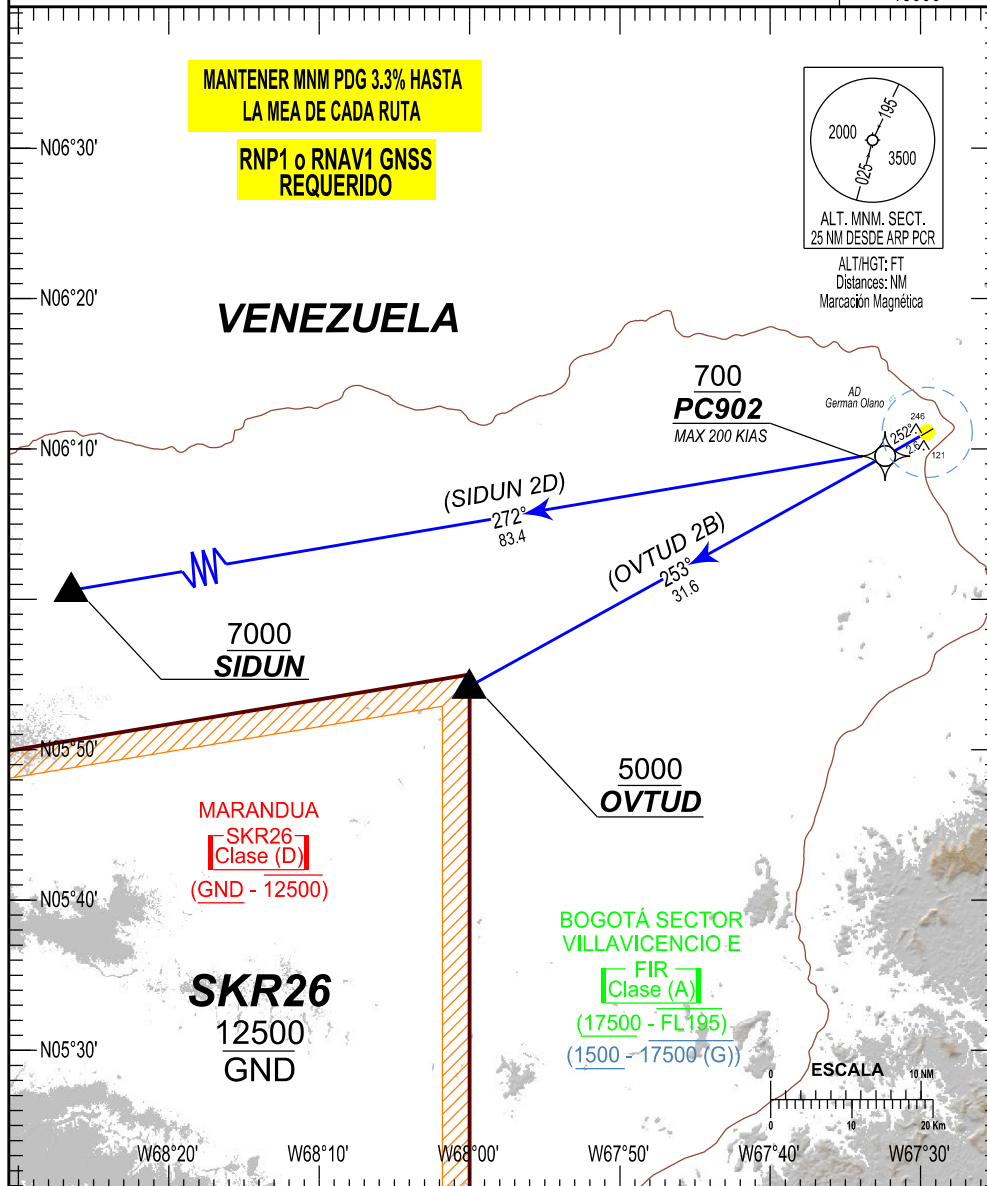 MANTENER MNM PDG 3.3% HASTA
LA MEA DE CADA RUTA
RNP1 o RNAV1 GNSS
REQUERIDO
195
2000
3500
025
ALT. MNM. SECT.
25 NM DESDE ARP PCR
ALT/HGT: FT
Distances: NM
Marcación Magnética
N06°30'
N06°20'
VENEZUELA
700
PC902
MAX 200 KIAS
AD
German Olano
246
252°
2.6
121
N06°10'
(SIDUN 2D)
272°
83.4
(OVTUD 2B)
253°
31.6
7000
SIDUN
N05°50'
5000
OVTUD
MARANDUA
SKR26
Clase (D)
(GND - 12500)
N05°40'
BOGOTÁ SECTOR
VILLAVICENCIO E
FIR
Clase (A)
(17500 - FL195)
(1500 - 17500 (G))
SKR26
12500
GND
N05°30'
ESCALA
0 10 NM
0 10 20 Km
W68°20' W68°10' W68°00' W67°50' W67°40' W67°30'